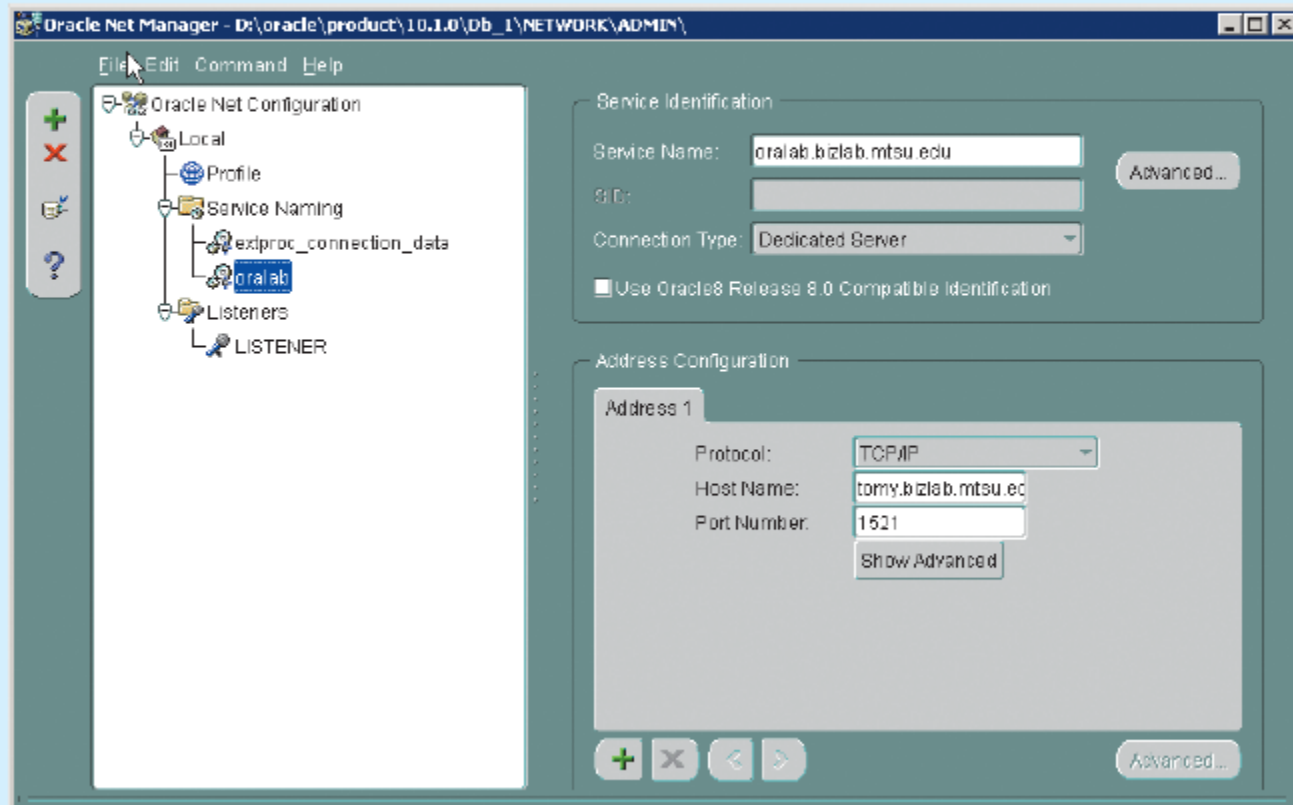 Oracle Net Manager - D:\oracle\product\10.1.0\Db_1\NETWORK\ADMIN\
File Edit Command Help
Oracle Net Configuration
Local
Profile
Service Naming
extproc_connection_data
oralab
Listeners
LISTENER
Service Identification
Service Name: oralab.bizlab.mtsu.edu
Advanced...
SID:
Connection Type: Dedicated Server
Use Oracle8 Release 8.0 Compatible Identification
Address Configuration
Address 1
Protocol: TCP/IP
Host Name: tomy.bizlab.mtsu.ed
Port Number: 1521
Show Advanced
Advanced...